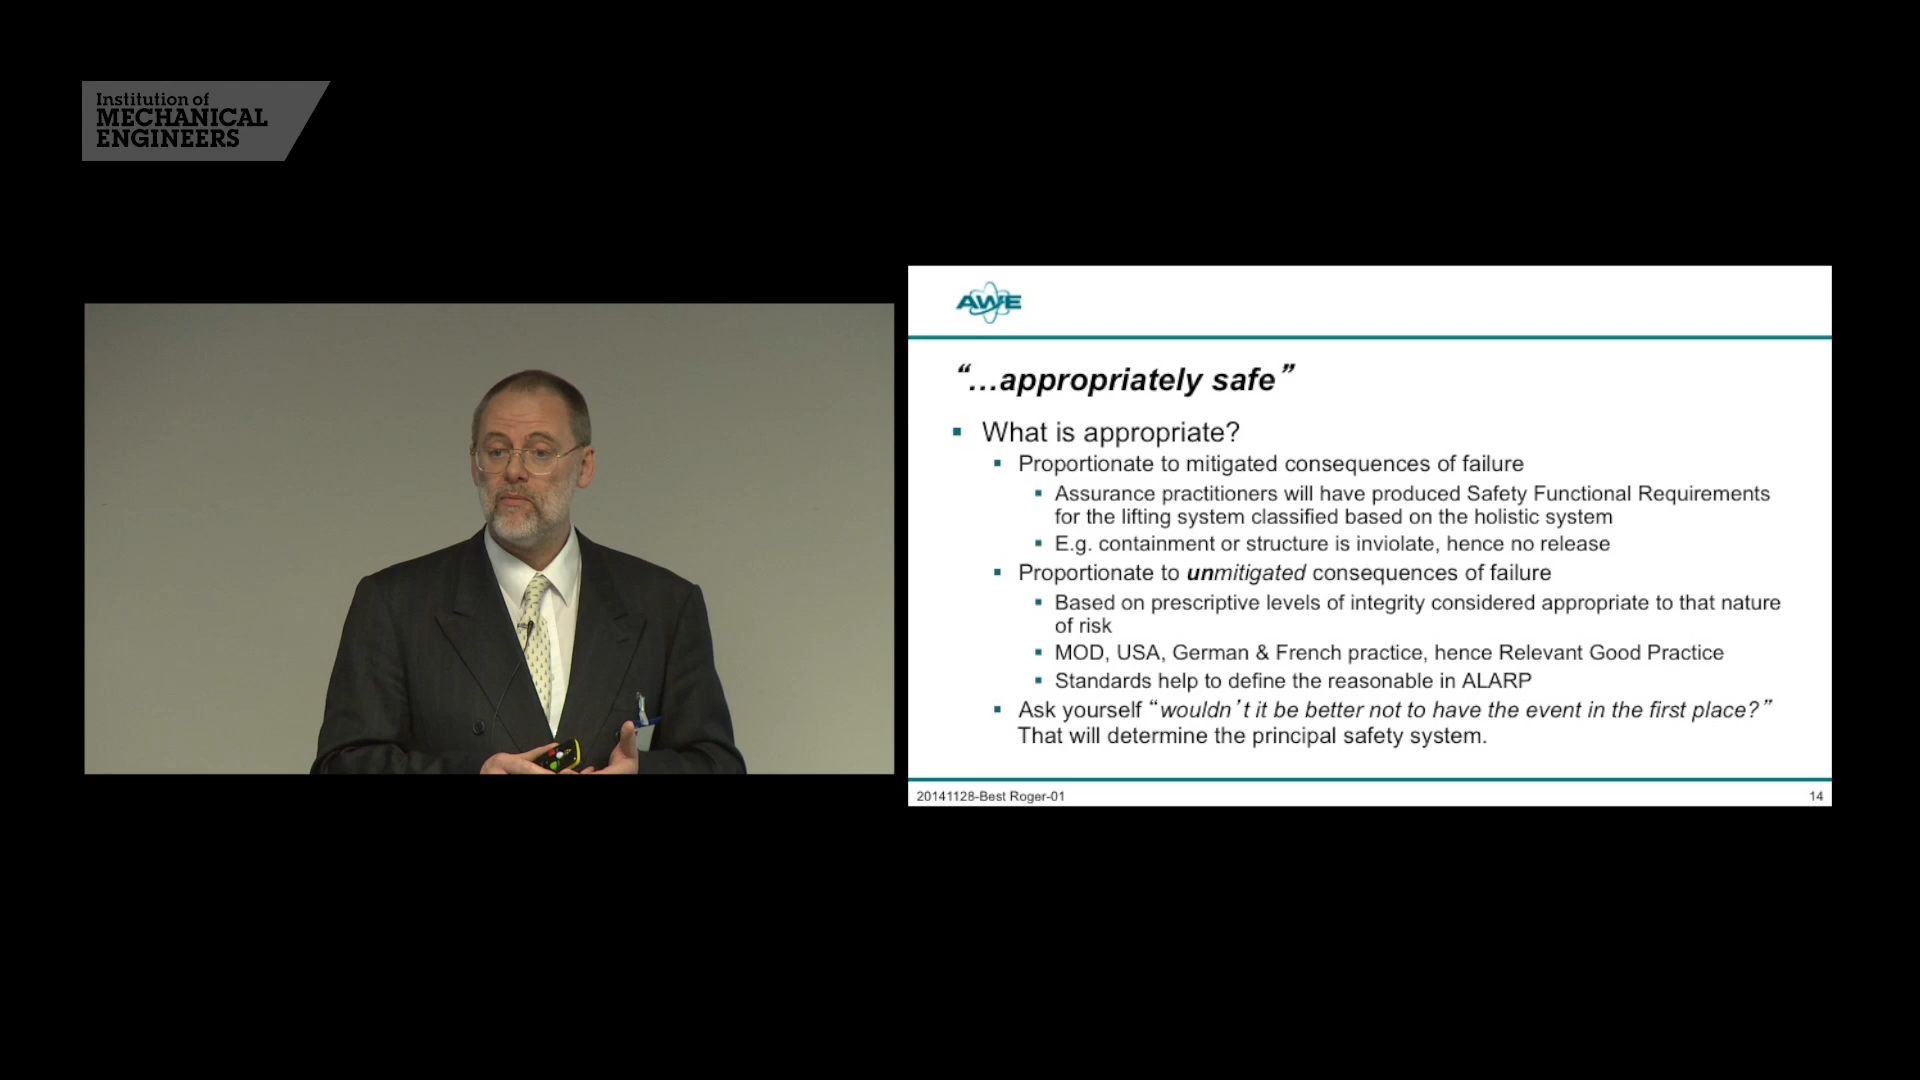 Institution of
MECHANICAL
ENGINEERS
AWE
“…appropriately safe”
▪ What is appropriate?
▪ Proportionate to mitigated consequences of failure
▪ Assurance practitioners will have produced Safety Functional Requirements
for the lifting system classified based on the holistic system
▪ E.g. containment or structure is inviolate, hence no release
▪ Proportionate to unmitigated consequences of failure
▪ Based on prescriptive levels of integrity considered appropriate to that nature
of risk
▪ MOD, USA, German & French practice, hence Relevant Good Practice
▪ Standards help to define the reasonable in ALARP
▪ Ask yourself “wouldn’t it be better not to have the event in the first place?”
That will determine the principal safety system.
20141128-Best Roger-01
14